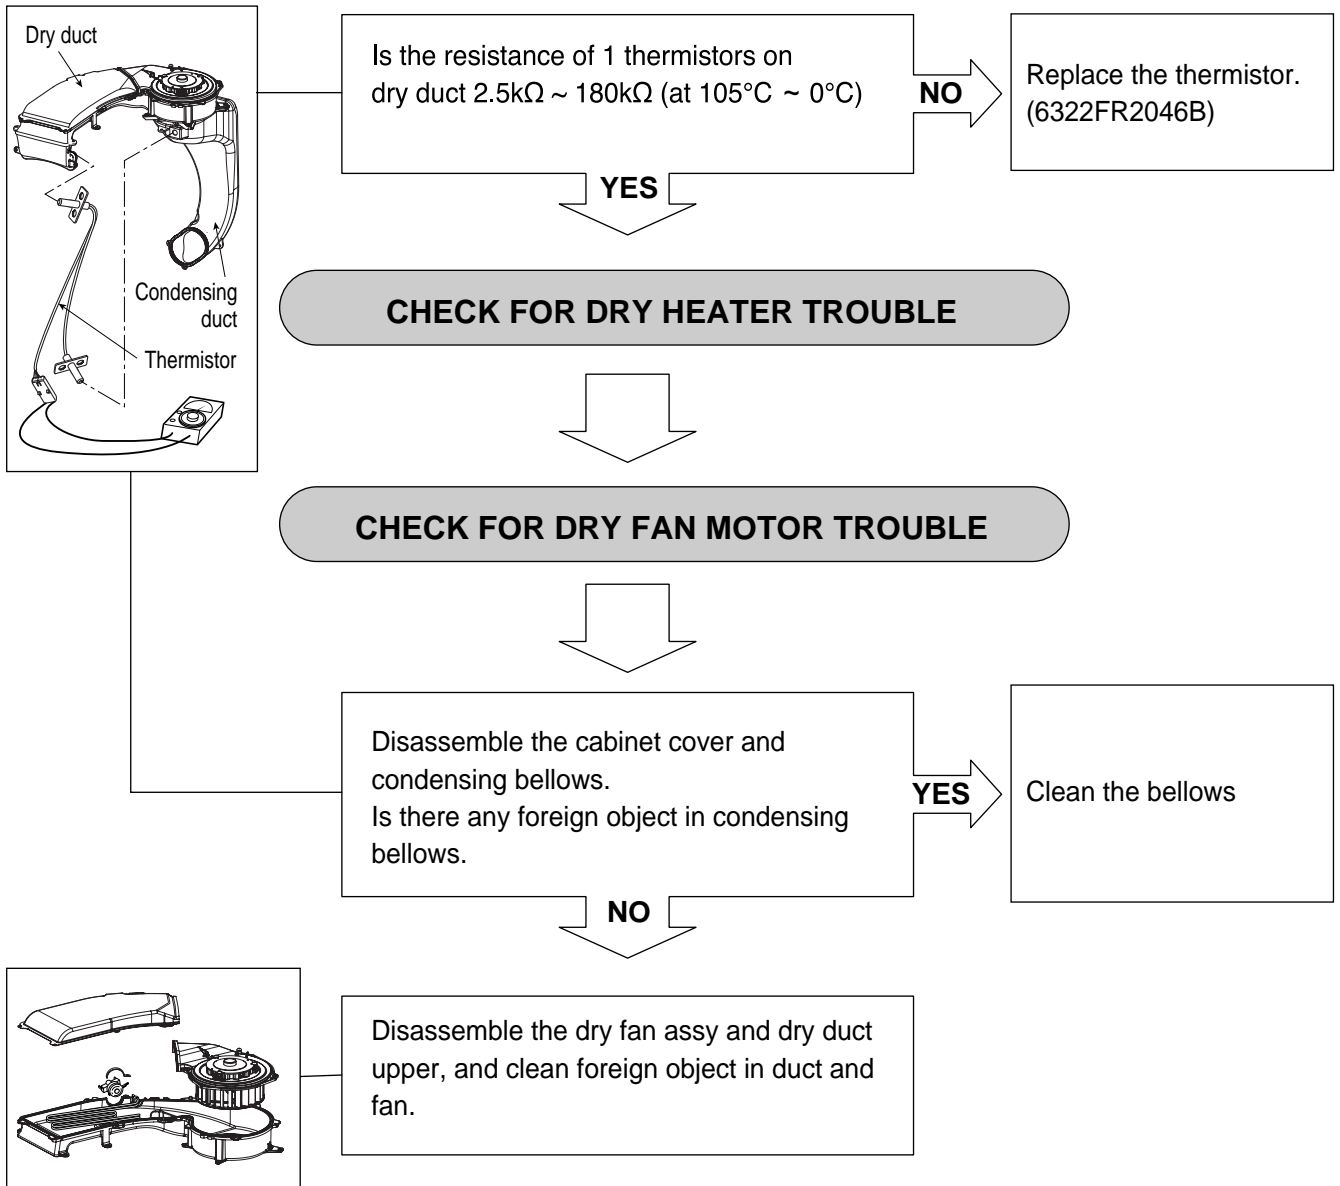 Dry duct
Condensing
duct
Thermistor
Is the resistance of 1 thermistors on
dry duct 2.5kΩ ~ 180kΩ (at 105°C ~ 0°C)
NO
Replace the thermistor.
(6322FR2046B)
YES
CHECK FOR DRY HEATER TROUBLE
CHECK FOR DRY FAN MOTOR TROUBLE
Disassemble the cabinet cover and
condensing bellows.
Is there any foreign object in condensing
bellows.
YES
Clean the bellows
NO
Disassemble the dry fan assy and dry duct
upper, and clean foreign object in duct and
fan.